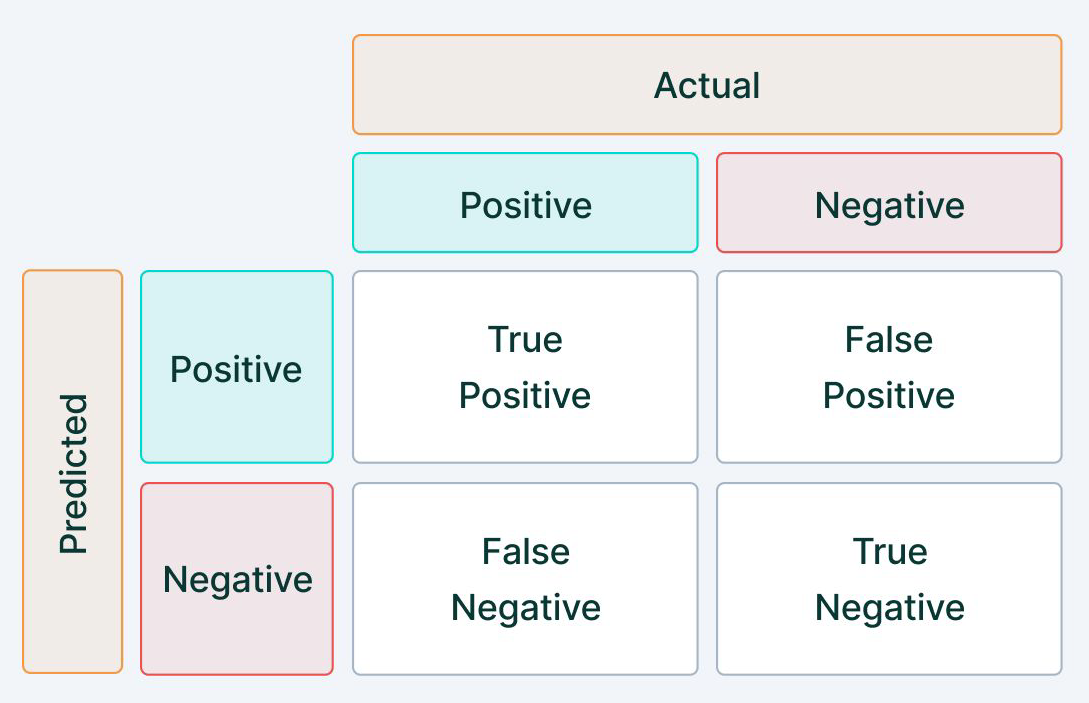 Actual
Positive
Negative
Predicted
Positive
True
Positive
False
Positive
Negative
False
Negative
True
Negative